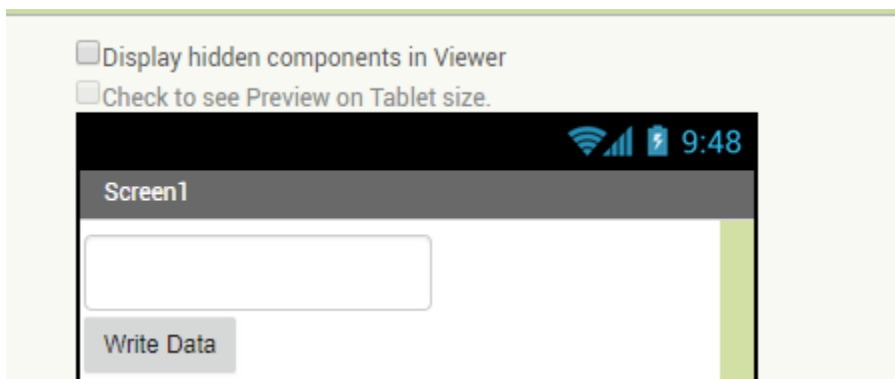 Display hidden components in Viewer
Check to see Preview on Tablet size.
9:48
Screen1
Write Data